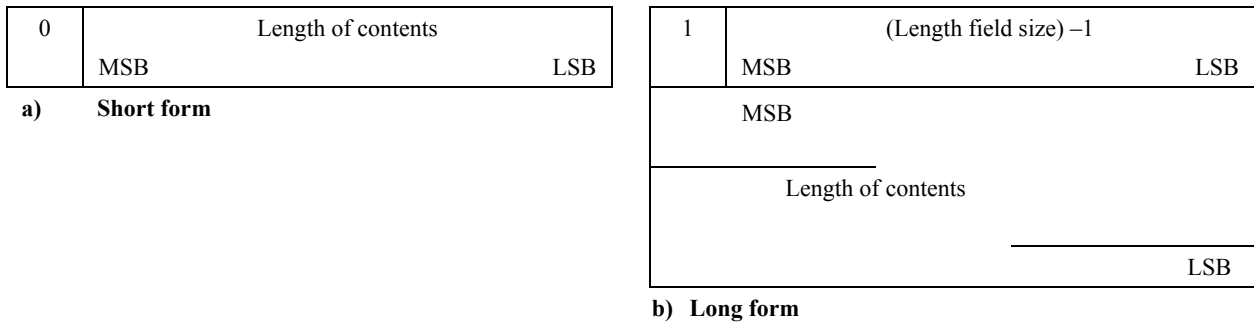 0 Length of contents
MSB LSB
a) Short form
1 (Length field size) –1
MSB LSB
MSB
Length of contents
LSB
b) Long form